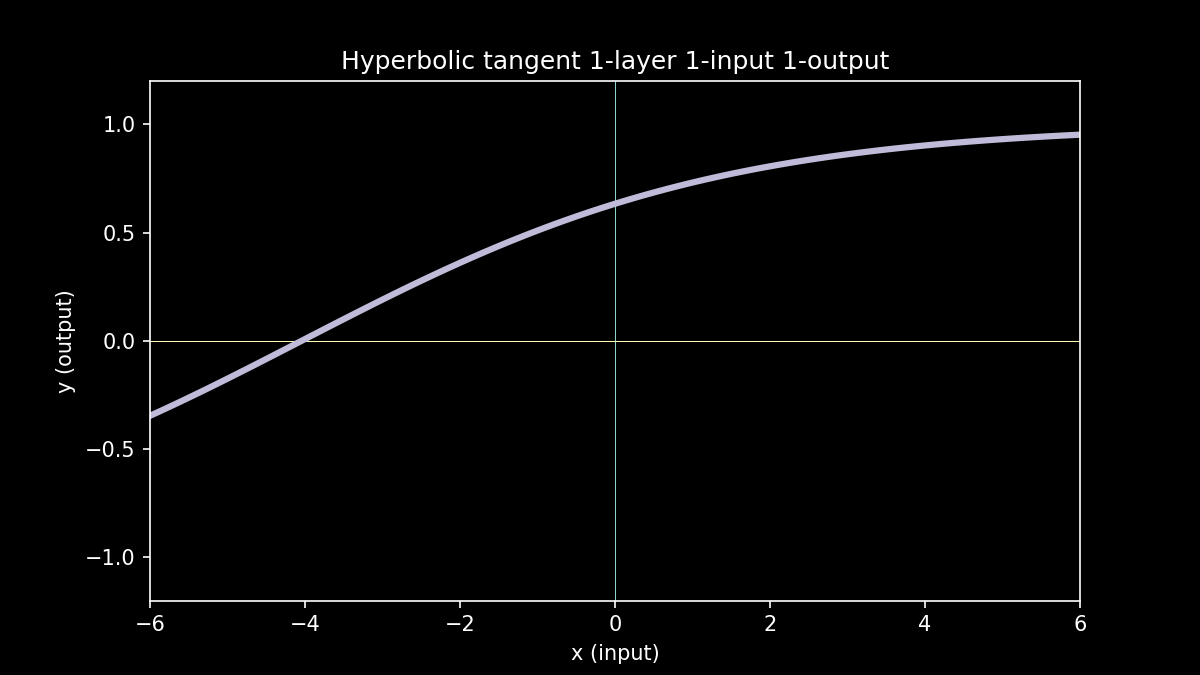 Hyperbolic tangent 1-layer 1-input 1-output
1.0
0.5
0.0
−0.5
−1.0
y (output)
−6 −4 −2 0 2 4 6
x (input)